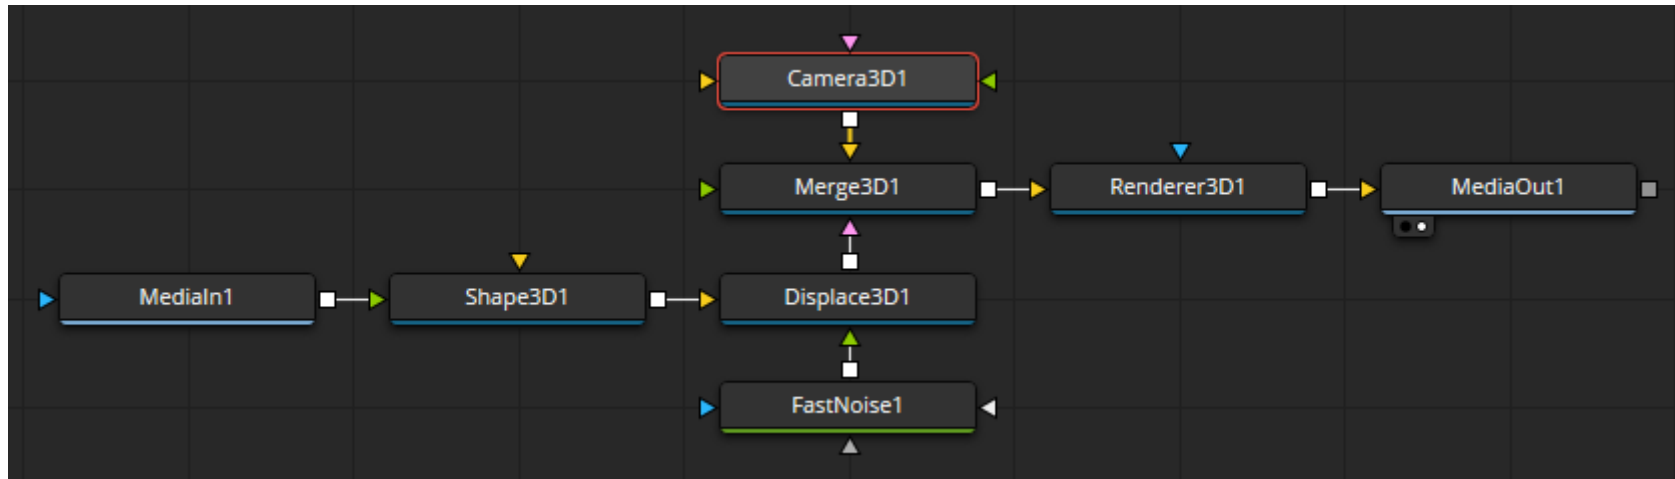 Camera3D1
Merge3D1
Renderer3D1
MediaOut1
MediaIn1
Shape3D1
Displace3D1
FastNoise1